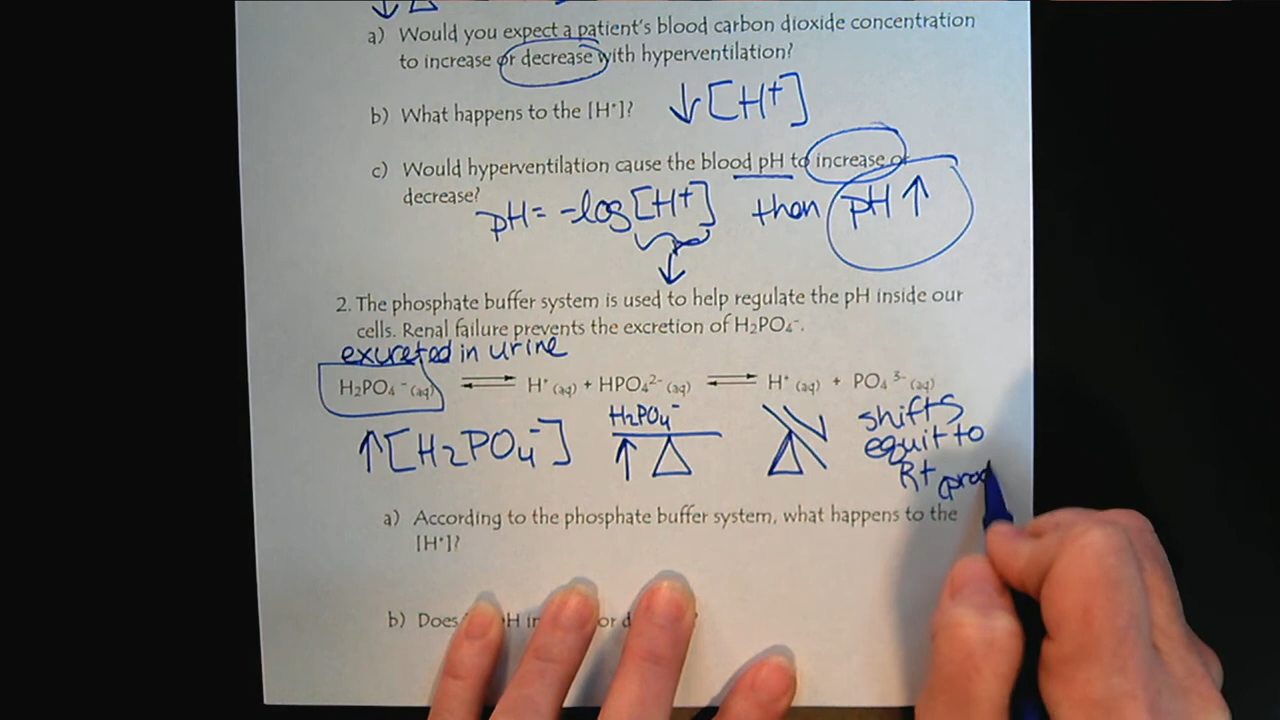 a) Would you expect a patient's blood carbon dioxide concentration
to increase or decrease with hyperventilation?
b) What happens to the [H⁺]? ↓[H⁺]
c) Would hyperventilation cause the blood pH to increase or
decrease?
pH = -log[H⁺] then pH ↑
↓
2. The phosphate buffer system is used to help regulate the pH inside our
cells. Renal failure prevents the excretion of H₂PO₄⁻.
excreted in urine
H₂PO₄⁻(aq) ⇌ H⁺(aq) + HPO₄²⁻(aq) ⇌ H⁺(aq) + PO₄³⁻(aq)
↑[H₂PO₄⁻] H₂PO₄⁻ ↑ shifts
equil to
Rt (prod
a) According to the phosphate buffer system, what happens to the
[H⁺]?
b) Does